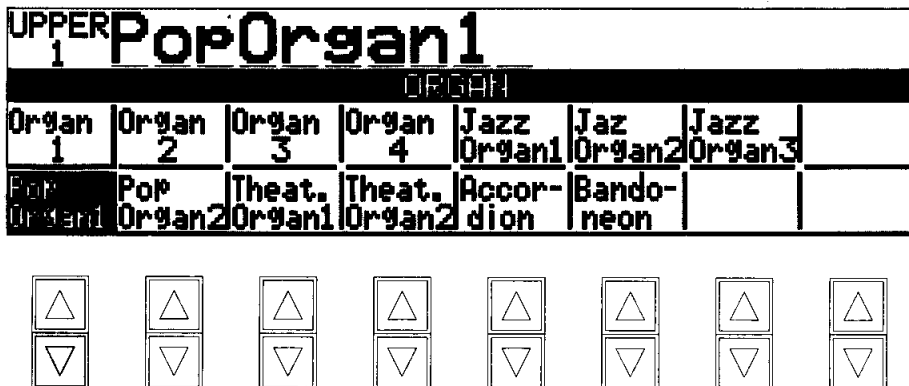 UPPER PopOrgan1
1
ORGAN
Organ Organ Organ Organ Jazz Jaz Jazz
1 2 3 4 Organ1 Organ2 Organ3
Pop Pop Theat. Theat. Accor- Bando-
Organ1 Organ2 Organ1 Organ2 dion neon